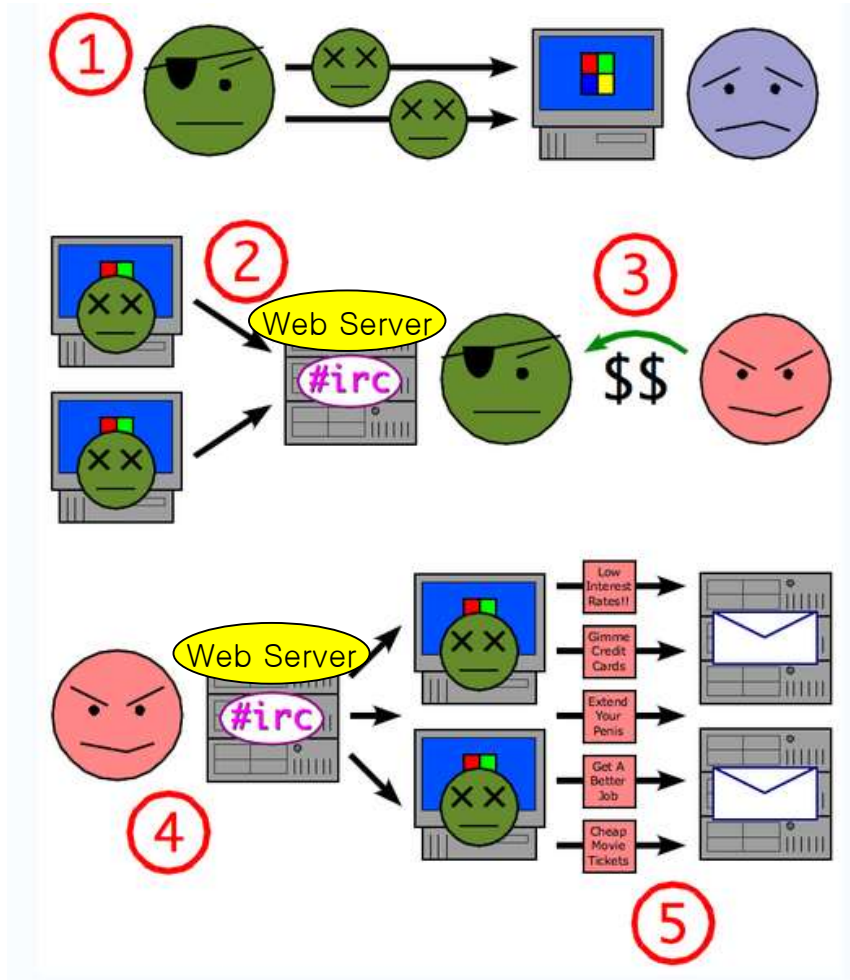 1
2
3
Web Server
#irc
$$
Web Server
#irc
4
Low
Interest
Rates!!
Gimme
Credit
Cards
Extend
Your
Penis
Get A
Better
Job
Cheap
Movie
Tickets
5